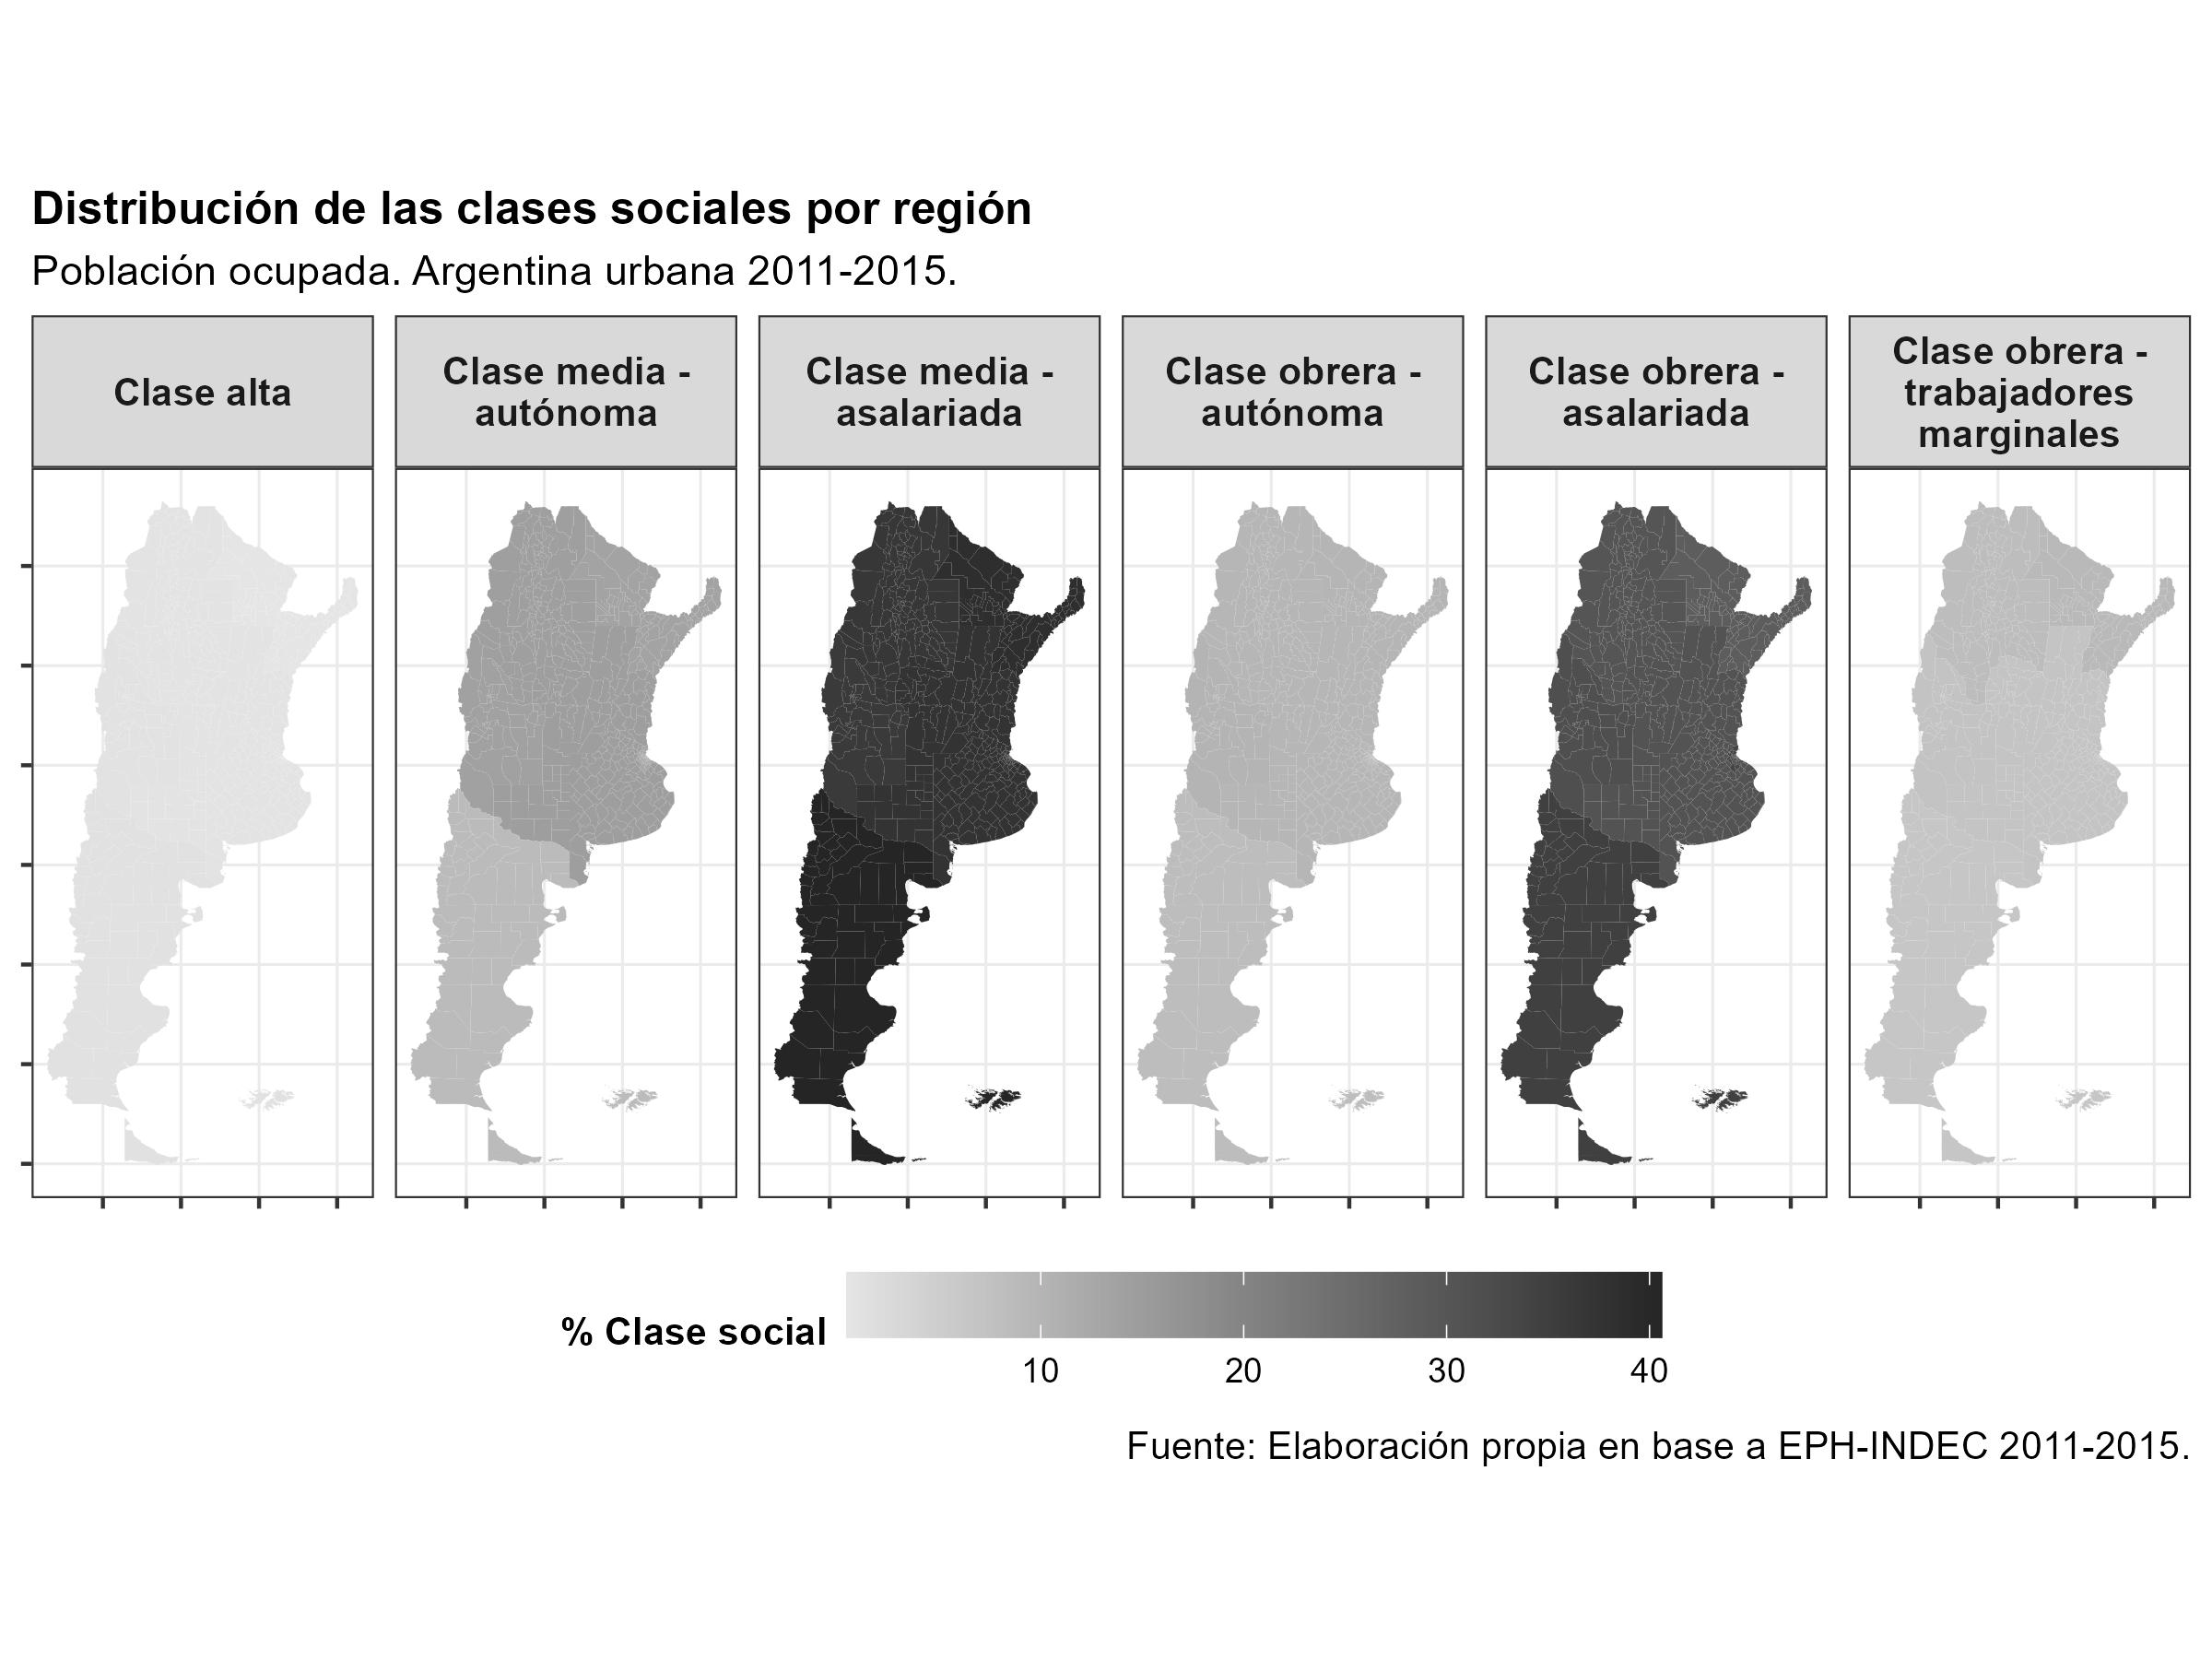 Distribución de las clases sociales por región
Población ocupada. Argentina urbana 2011-2015.
Clase alta
Clase media -
autónoma
Clase media -
asalariada
Clase obrera -
autónoma
Clase obrera -
asalariada
Clase obrera -
trabajadores
marginales
% Clase social
10 20 30 40
Fuente: Elaboración propia en base a EPH-INDEC 2011-2015.